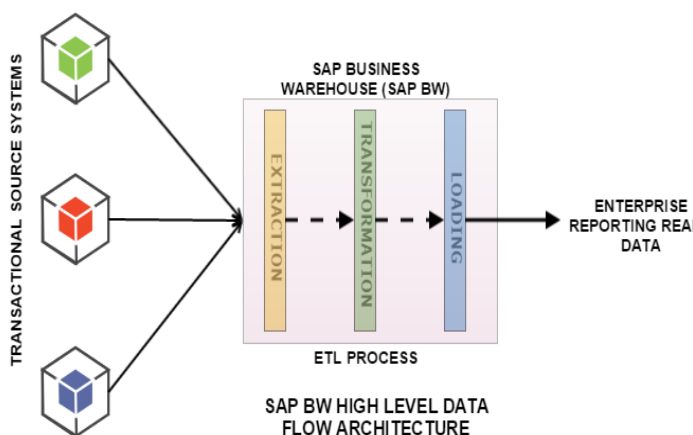 TRANSACTIONAL SOURCE SYSTEMS
SAP BUSINESS
WAREHOUSE (SAP BW)
EXTRACTION
TRANSFORMATION
LOADING
ENTERPRISE
REPORTING REA
DATA
ETL PROCESS
SAP BW HIGH LEVEL DATA
FLOW ARCHITECTURE